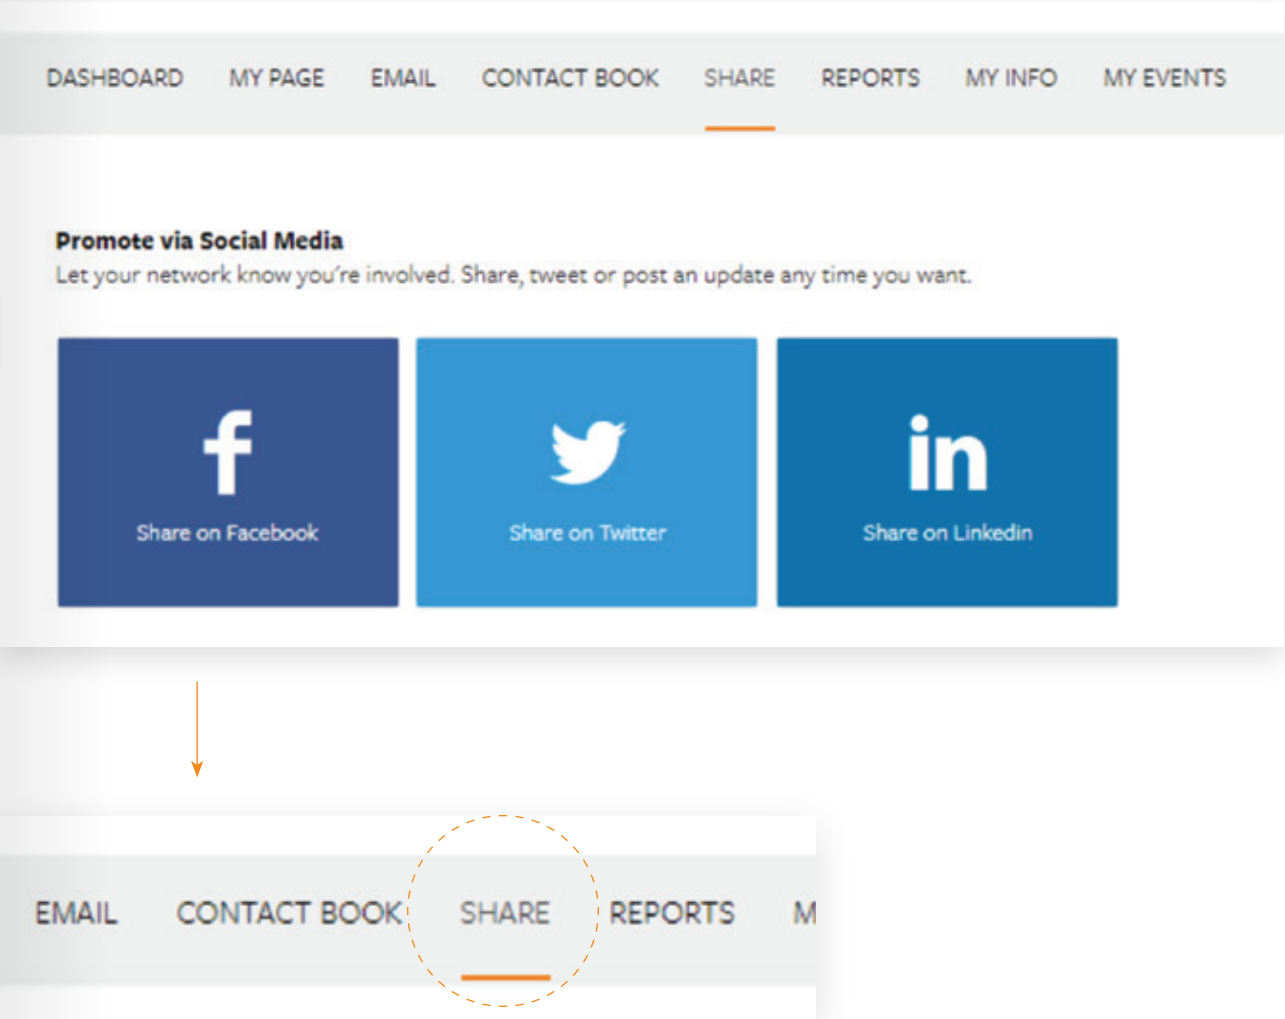 DASHBOARD MY PAGE EMAIL CONTACT BOOK SHARE REPORTS MY INFO MY EVENTS
Promote via Social Media
Let your network know you're involved. Share, tweet or post an update any time you want.
f in
Share on Facebook Share on Twitter Share on Linkedin
EMAIL CONTACT BOOK SHARE REPORTS M